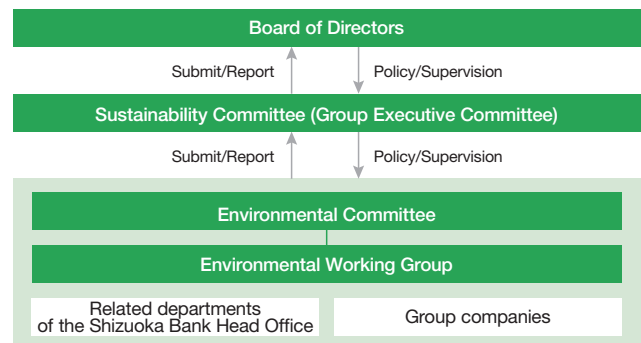 Board of Directors
Submit/Report
Policy/Supervision
Sustainability Committee (Group Executive Committee)
Submit/Report
Policy/Supervision
Environmental Committee
Environmental Working Group
Related departments
of the Shizuoka Bank Head Office
Group companies